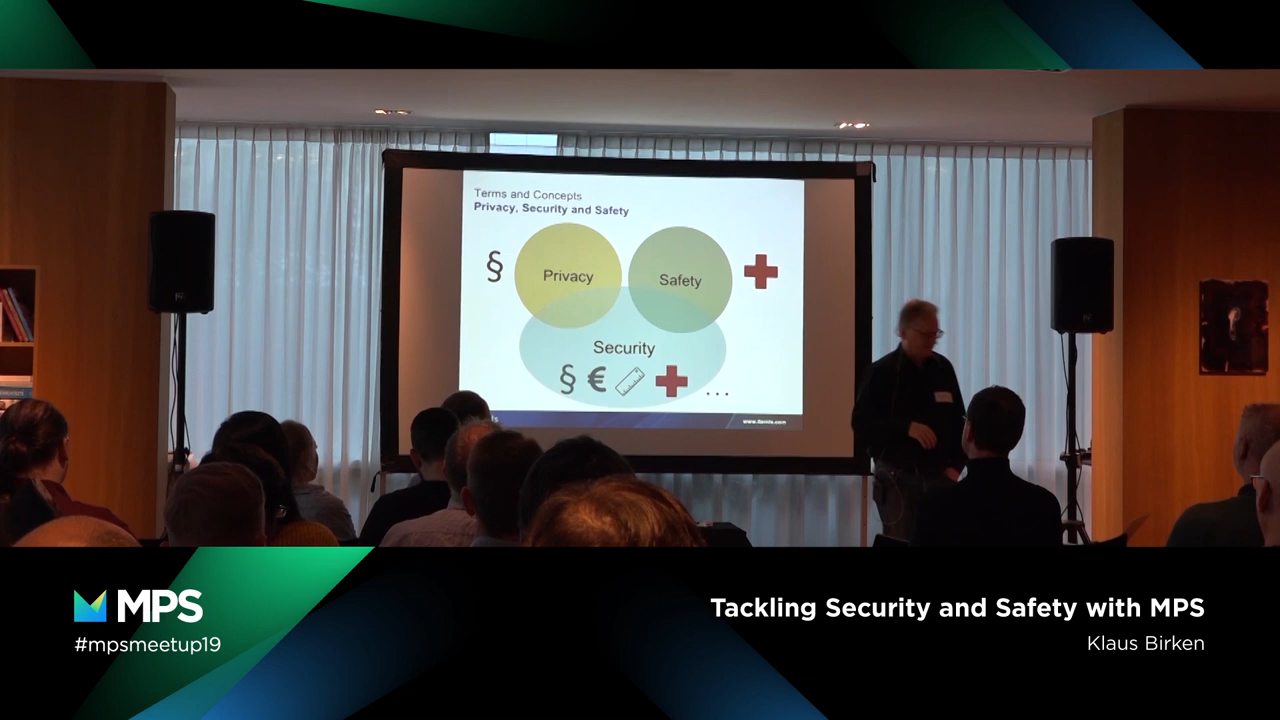 Terms and Concepts
Privacy, Security and Safety
§
Privacy
Safety
Security
§ € ...
www.itemis.com
MPS
#mpsmeetup19
Tackling Security and Safety with MPS
Klaus Birken